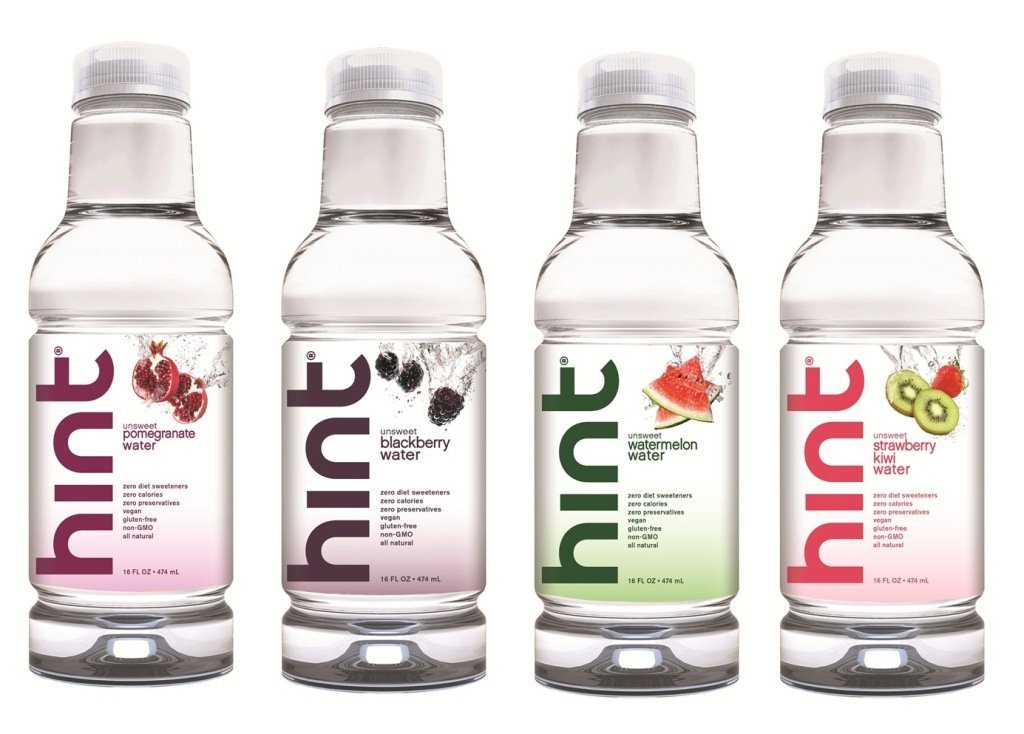 hint®
unsweet
pomegranate
water
zero diet sweeteners
zero calories
zero preservatives
vegan
gluten-free
non-GMO
all natural
16 FL OZ • 474 mL
hint®
unsweet
blackberry
water
zero diet sweeteners
zero calories
zero preservatives
vegan
gluten-free
non-GMO
all natural
16 FL OZ • 474 mL
hint®
unsweet
watermelon
water
zero diet sweeteners
zero calories
zero preservatives
vegan
gluten-free
non-GMO
all natural
16 FL OZ • 474 mL
hint®
unsweet
strawberry
kiwi
water
zero diet sweeteners
zero calories
zero preservatives
vegan
gluten-free
non-GMO
all natural
16 FL OZ • 474 mL